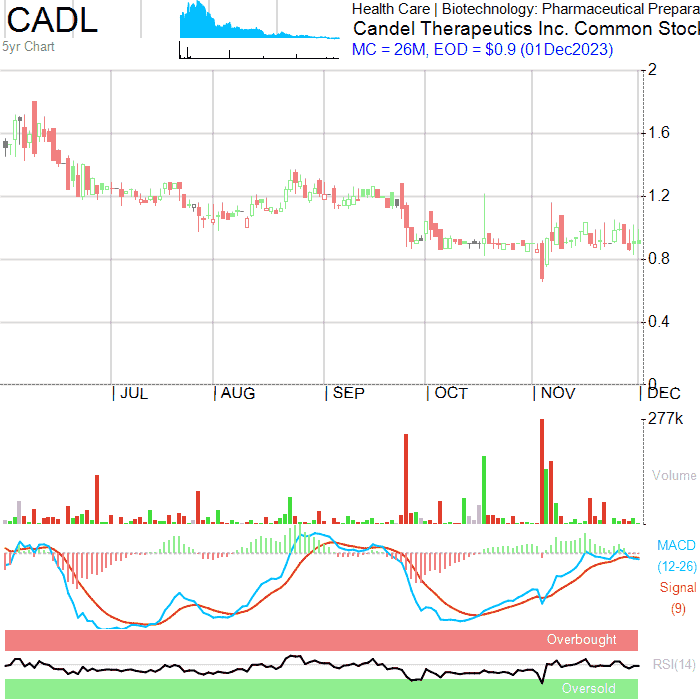 CADL
5yr Chart
Health Care | Biotechnology: Pharmaceutical Prepara
Candel Therapeutics Inc. Common Stoc
MC = 26M, EOD = $0.9 (01Dec2023)
2
1.6
1.2
0.8
0.4
0
JUL AUG SEP OCT NOV DEC
277k
Volume
MACD
(12-26)
Signal
(9)
Overbought
RSI(14)
Oversold